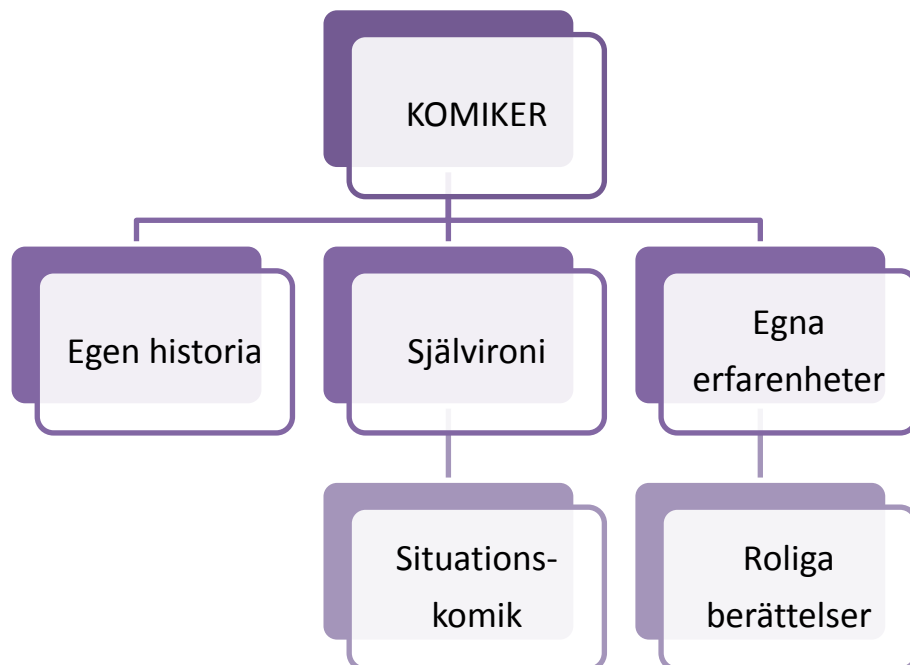 KOMIKER
Egen historia
Självironi
Egna
erfarenheter
Situations-
komik
Roliga
berättelser